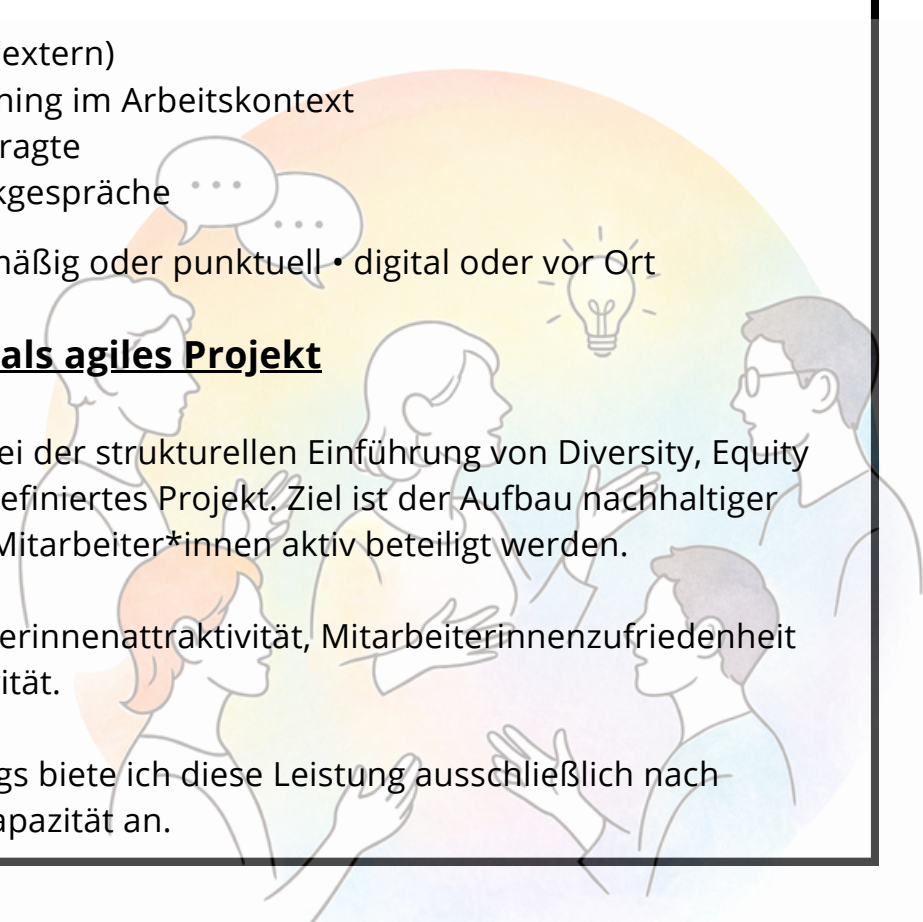 extern)
ning im Arbeitskontext
ragte
kgespräche
mäßig oder punktuell • digital oder vor Ort
als agiles Projekt
ei der strukturellen Einführung von Diversity, Equity
efiniertes Projekt. Ziel ist der Aufbau nachhaltiger
Mitarbeiter*innen aktiv beteiligt werden.
erinnenattraktivität, Mitarbeiterinnenzufriedenheit
ität.
gs biete ich diese Leistung ausschließlich nach
apazität an.